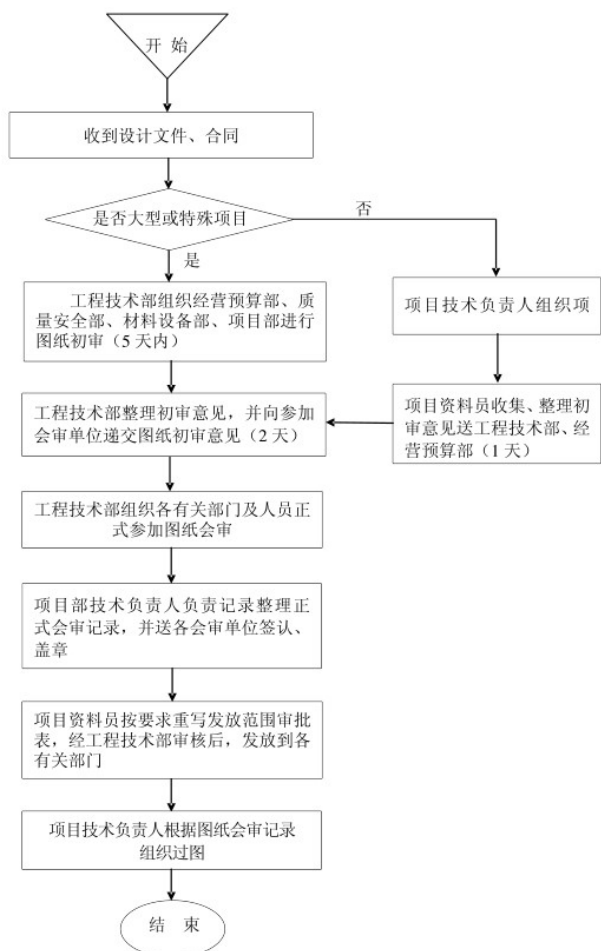 开 始
收到设计文件、合同
是否大型或特殊项目
否
是
工程技术部组织经营预算部、质
量安全部、材料设备部、项目部进行
图纸初审（5 天内）
项目技术负责人组织项
工程技术部整理初审意见，并向参加
会审单位递交图纸初审意见（2 天）
项目资料员收集、整理初
审意见送工程技术部、经
营预算部（1 天）
工程技术部组织各有关部门及人员正
式参加图纸会审
项目部技术负责人负责记录整理正
式会审记录，并送各会审单位签认、
盖章
项目资料员按要求重写发放范围审批
表，经工程技术部审核后，发放到各
有关部门
项目技术负责人根据图纸会审记录
组织过图
结 束